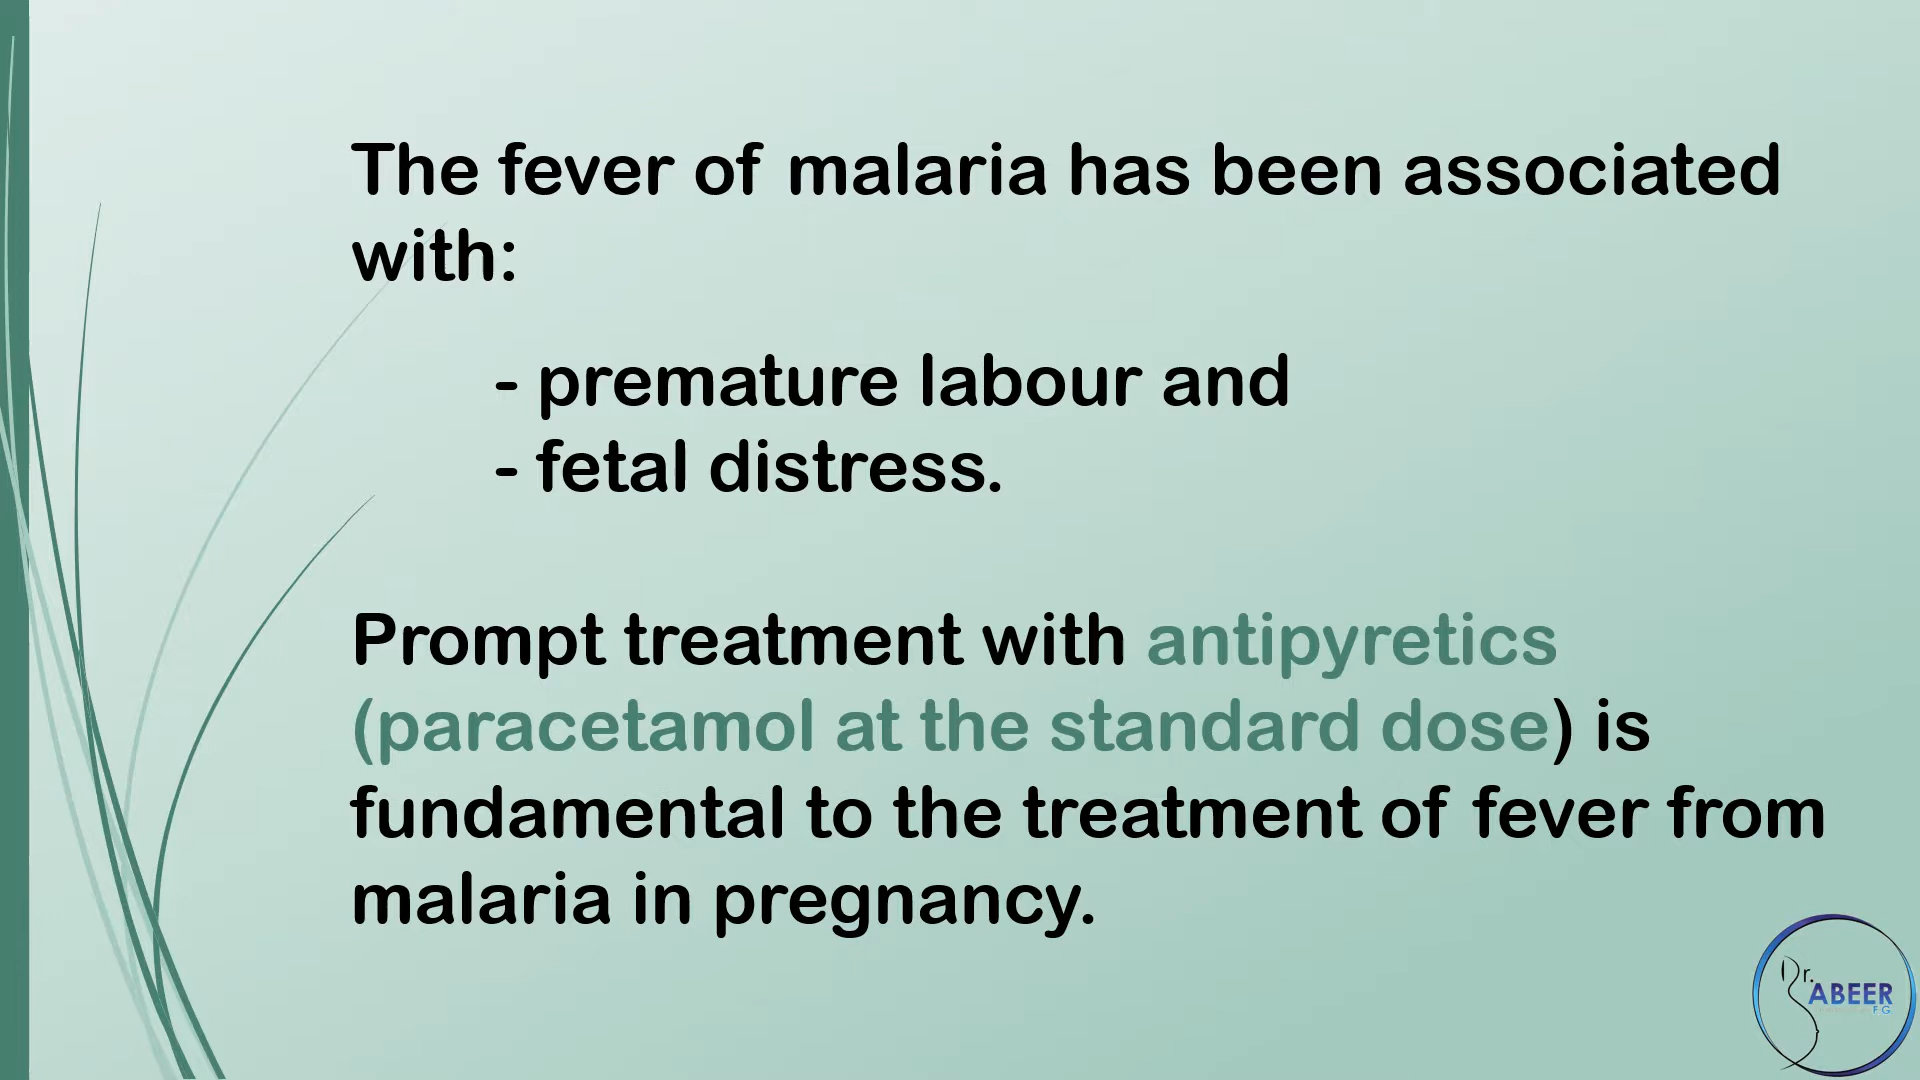 The fever of malaria has been associated
with:
- premature labour and
- fetal distress.
Prompt treatment with antipyretics
(paracetamol at the standard dose) is
fundamental to the treatment of fever from
malaria in pregnancy.
Dr.
ABEER
F.G